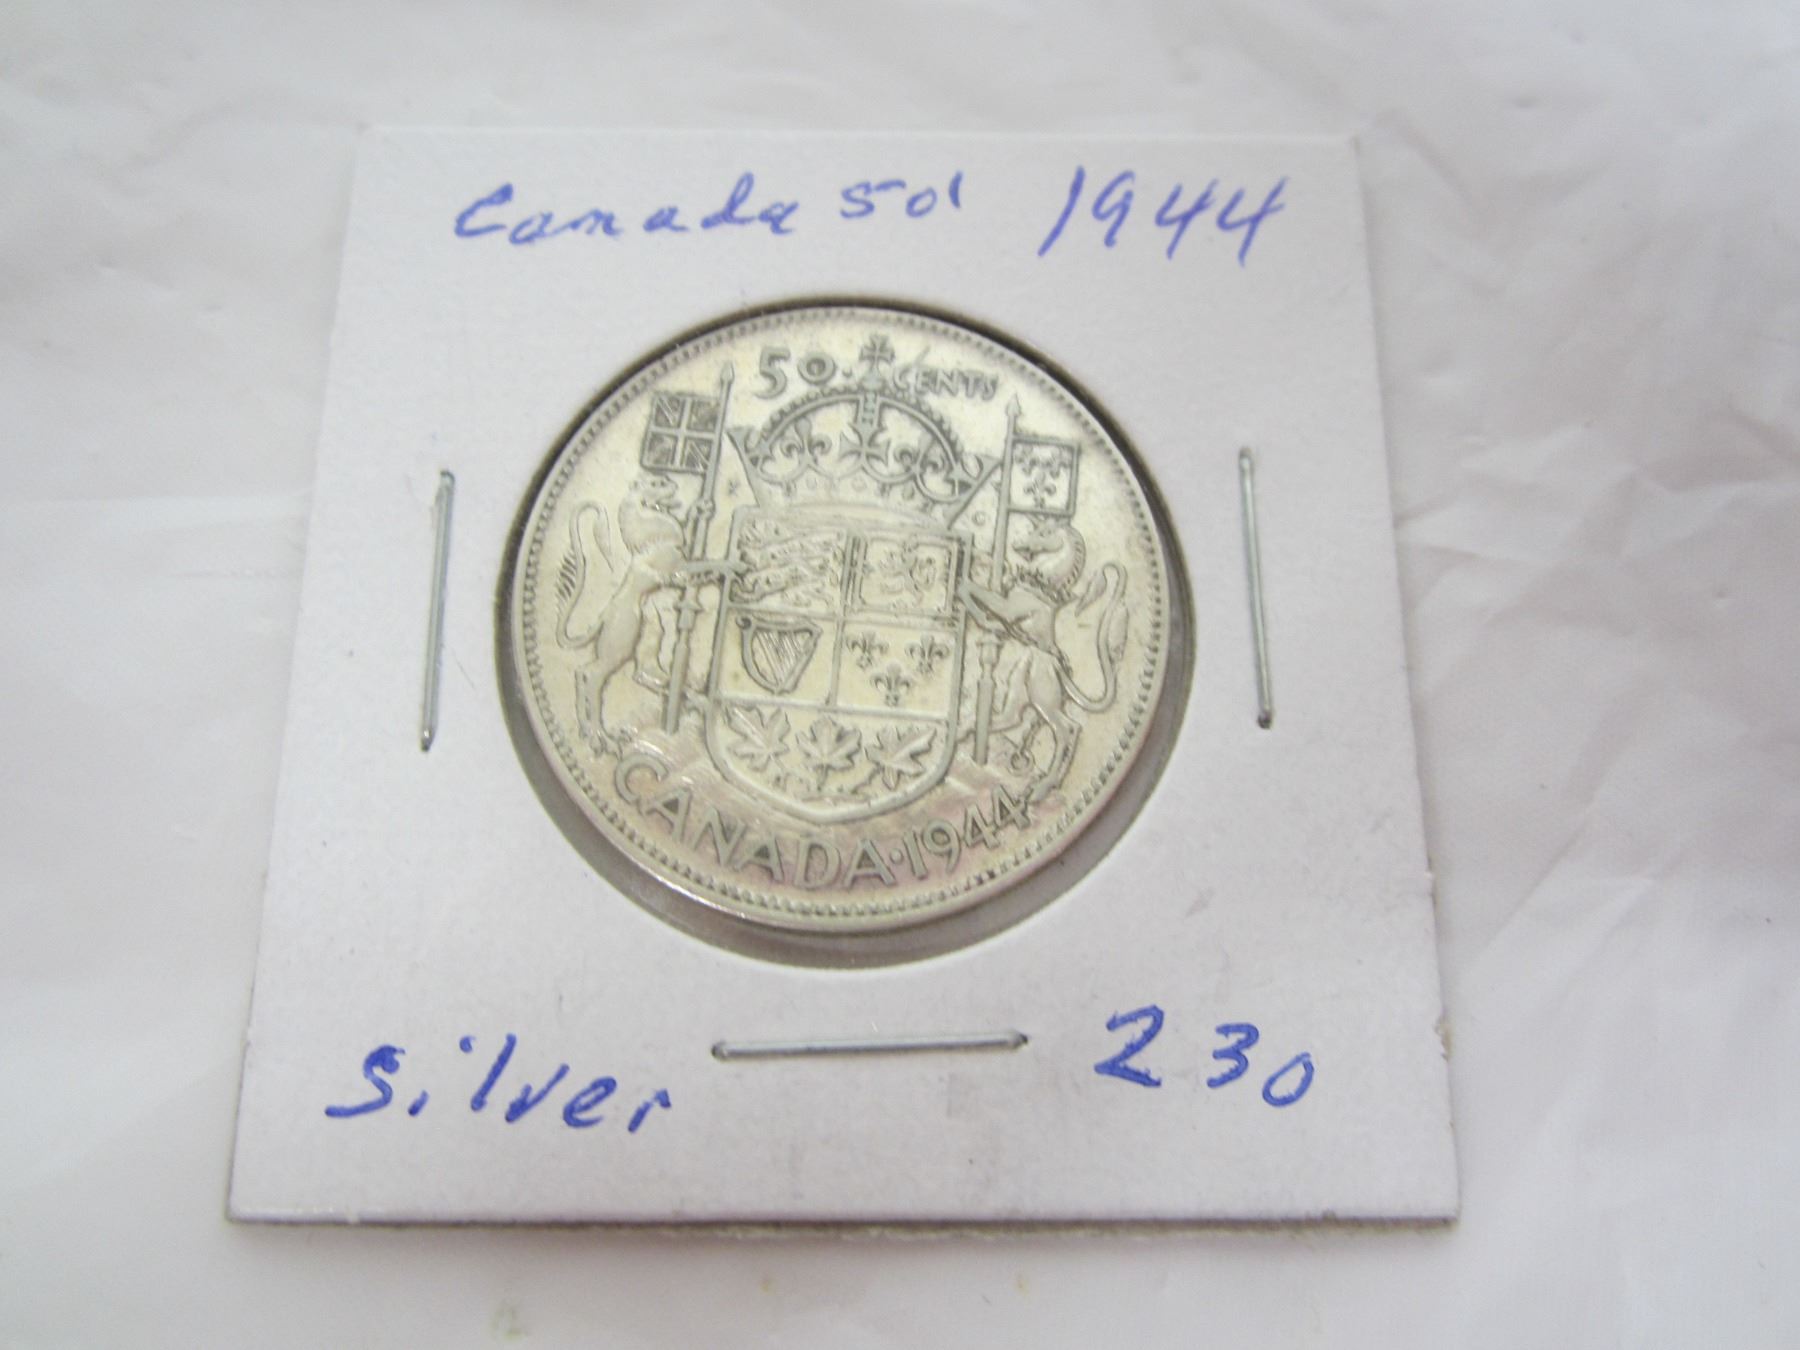 Canada 50¢ 1944
50. CENTS
CANADA·1944
Silver 230